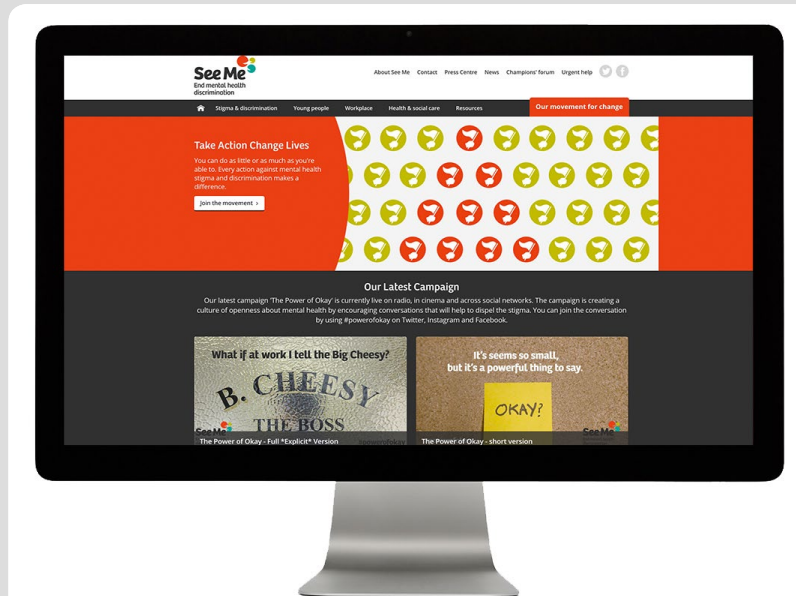 See Me
End mental health
discrimination
About See Me Contact Press Centre News Champions' forum Urgent help
Stigma & discrimination Young people Workplace Health & social care Resources Our movement for change
Take Action Change Lives
You can do as little or as much as you're
able to. Every action against mental health
stigma and discrimination makes a
difference.
Join the movement ›
Our Latest Campaign
Our latest campaign 'The Power of Okay' is currently live on radio, in cinema and across social networks. The campaign is creating a
culture of openness about mental health by encouraging conversations that will help to dispel the stigma. You can join the conversation
by using #powerofokay on Twitter, Instagram and Facebook.
What if at work I tell the Big Cheesy?
B. CHEESY
THE BOSS
See Me
#powerofokay
The Power of Okay - Full *Explicit* Version
It's seems so small,
but it's a powerful thing to say.
OKAY?
See Me
The Power of Okay - short version